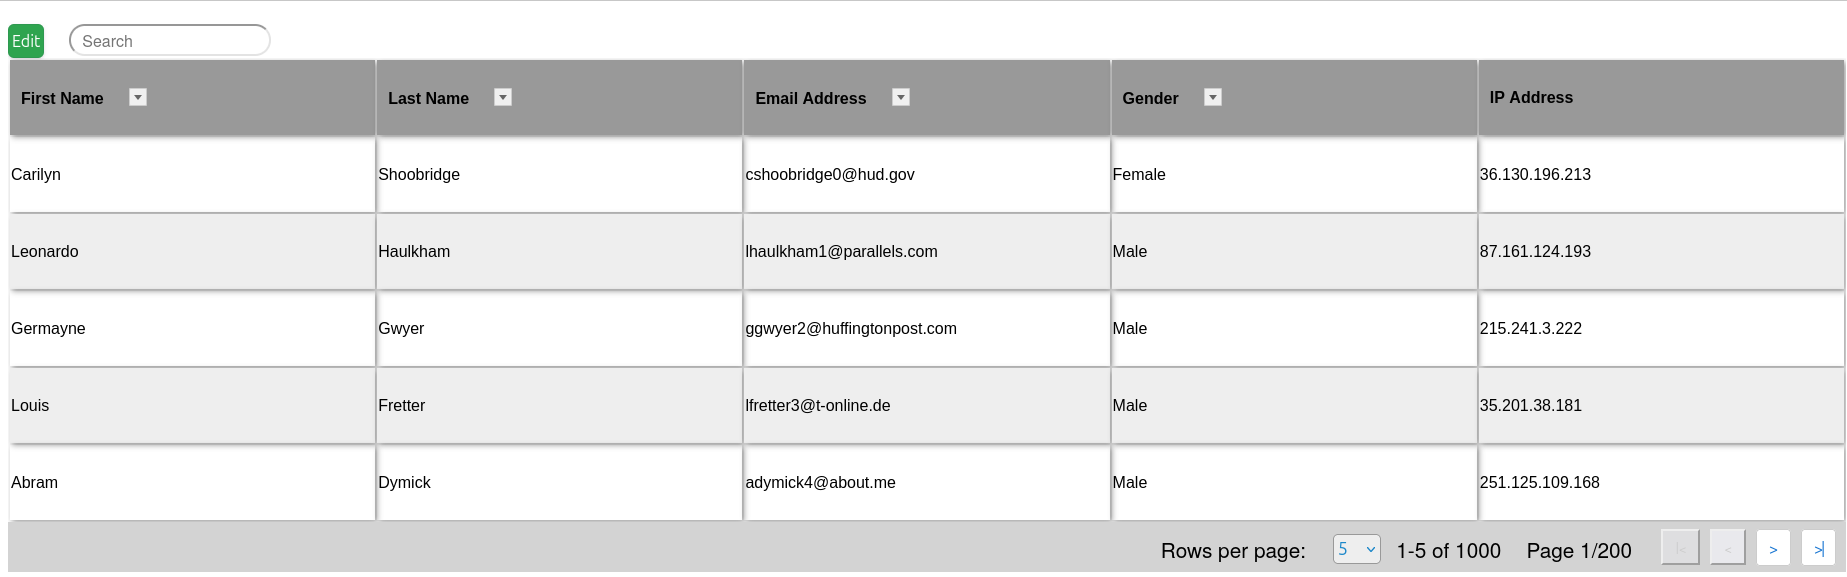 Edit Search
First Name Last Name Email Address Gender IP Address
Carilyn Shoobridge cshoobridge0@hud.gov Female 36.130.196.213
Leonardo Haulkham lhaulkham1@parallels.com Male 87.161.124.193
Germayne Gwyer ggwyer2@huffingtonpost.com Male 215.241.3.222
Louis Fretter lfretter3@t-online.de Male 35.201.38.181
Abram Dymick adymick4@about.me Male 251.125.109.168
Rows per page: 5 1-5 of 1000 Page 1/200 |< < > >|